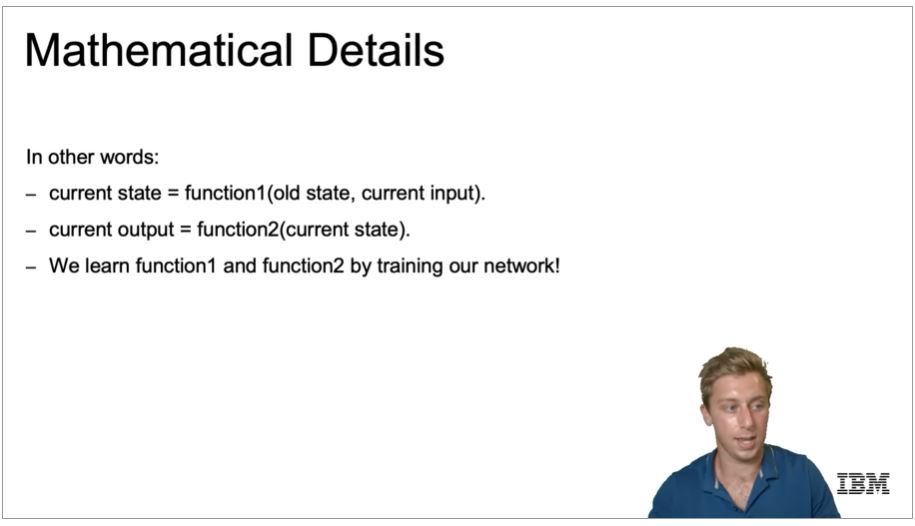 Mathematical Details
In other words:
– current state = function1(old state, current input).
– current output = function2(current state).
– We learn function1 and function2 by training our network!
IBM